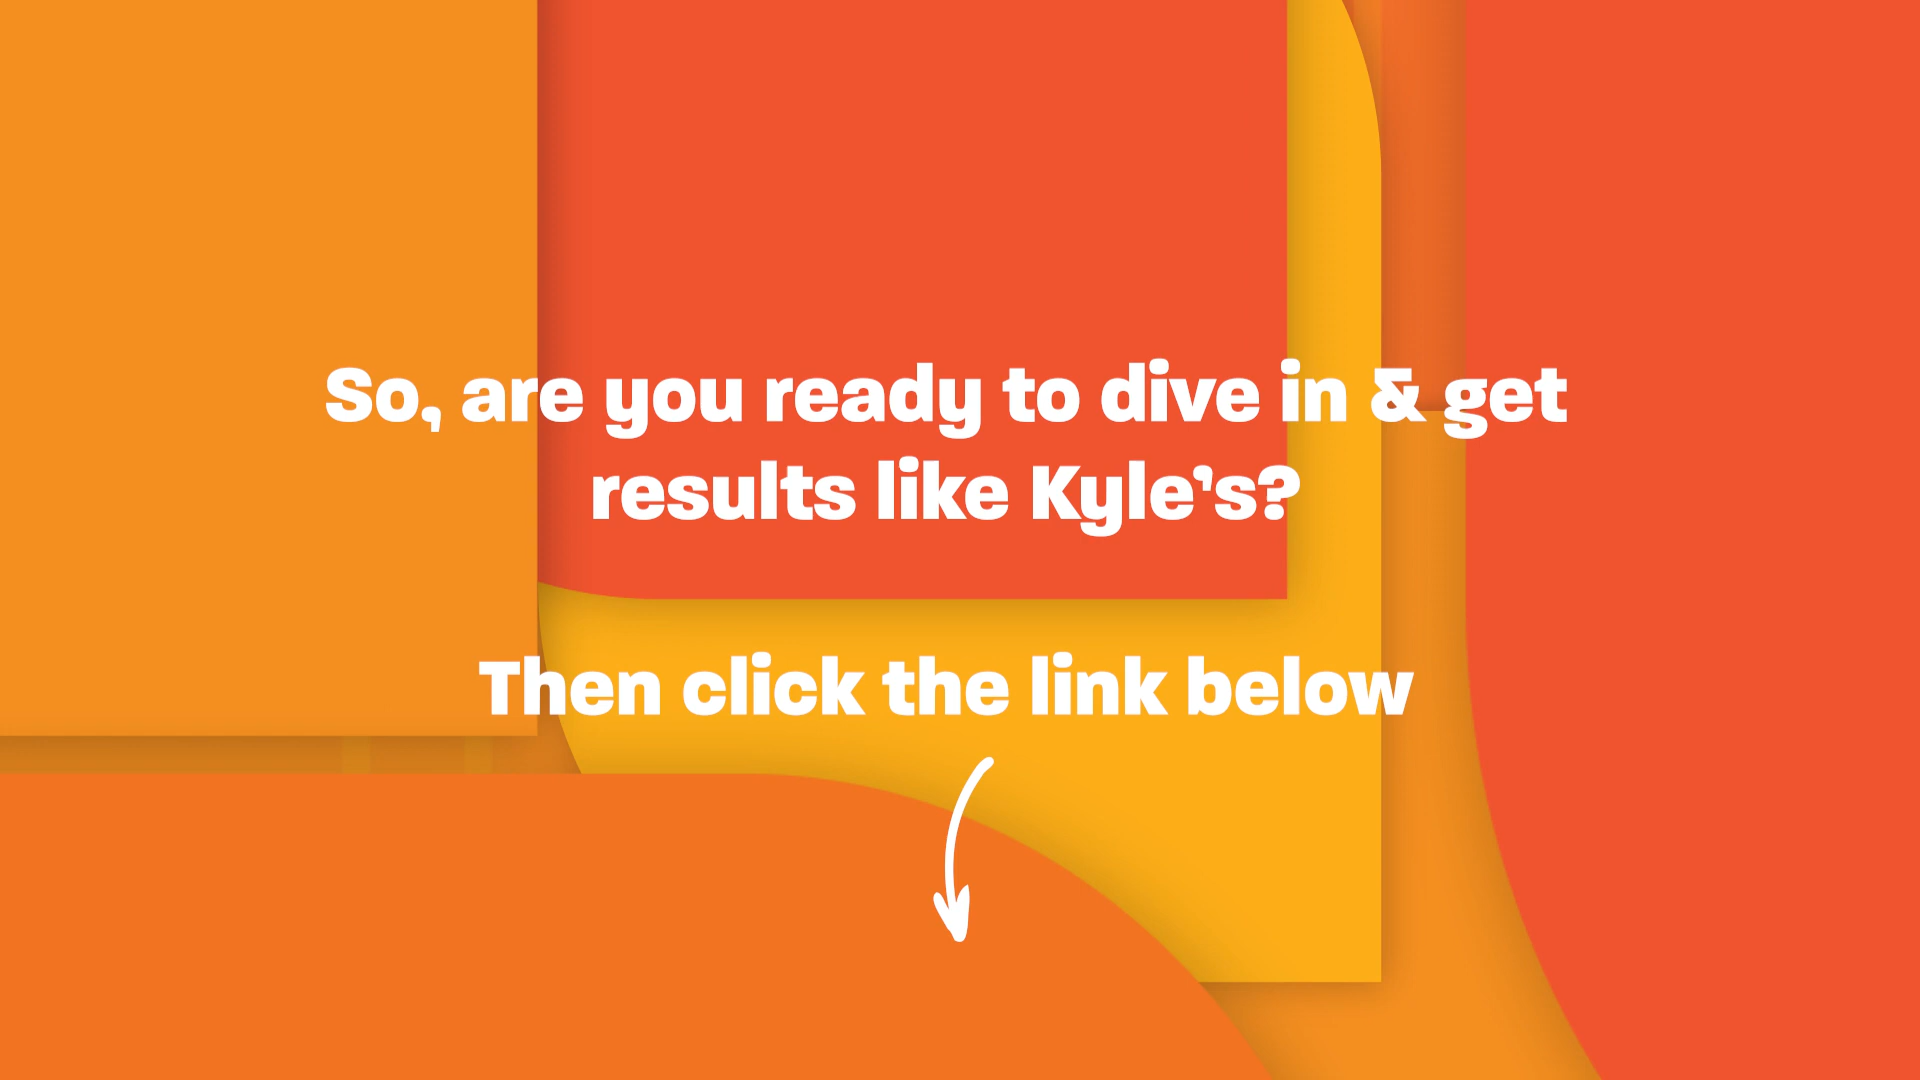 So, are you ready to dive in & get
results like Kyle’s?
Then click the link below